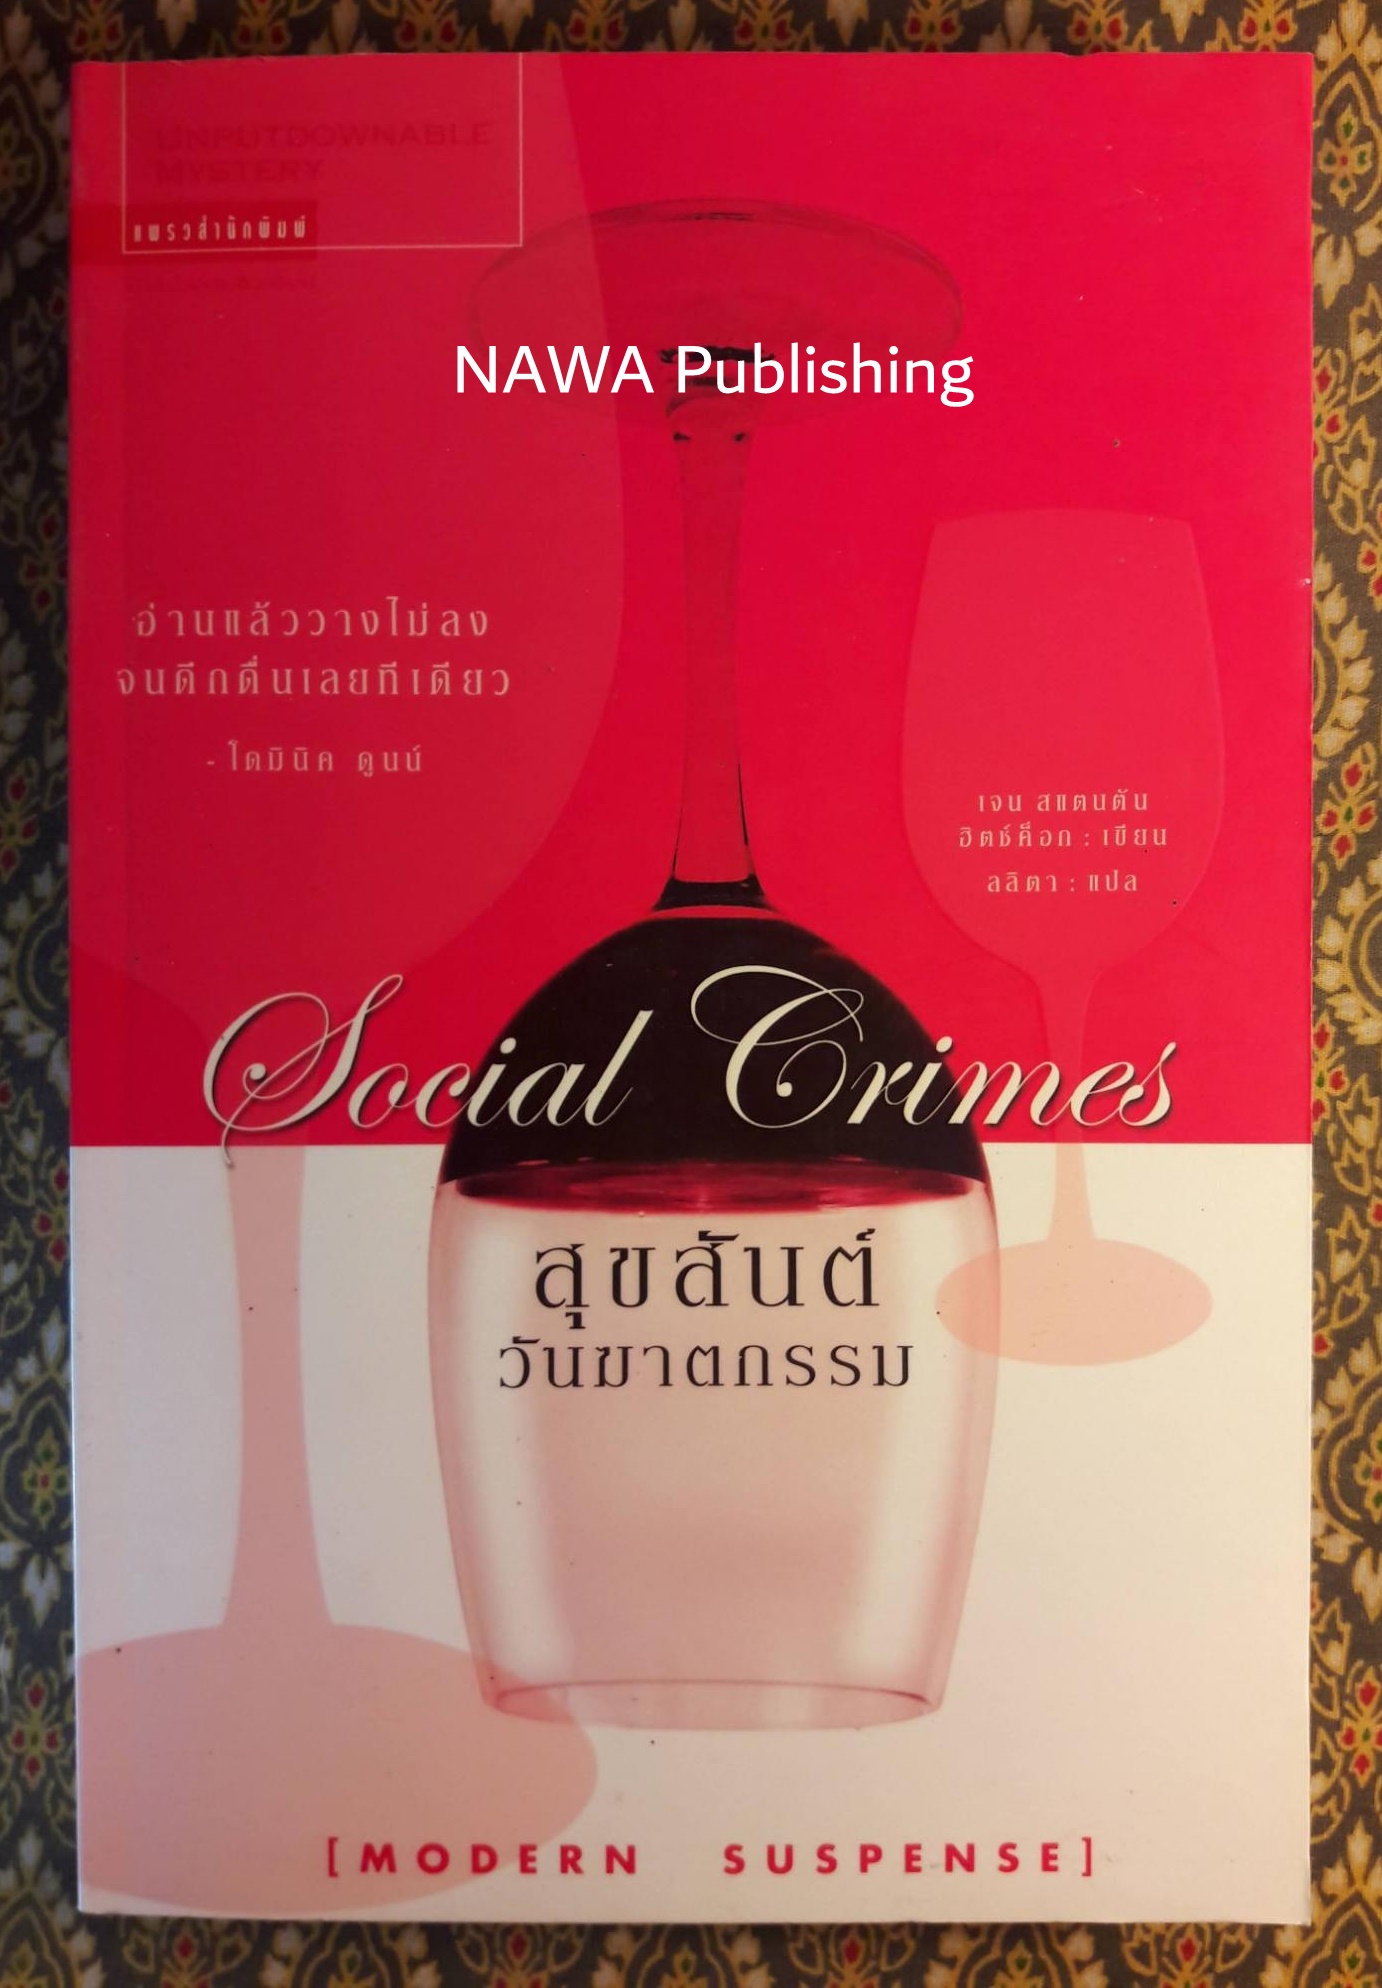 UNPUTDOWNABLE
MYSTERY
แพรวสำนักพิมพ์
NAWA Publishing
อ่านแล้ววางไม่ลง
จนดึกดื่นเลยทีเดียว
- โดมินิค ดูนน์
เจน สแตนตัน
ฮิตช์ค็อก : เขียน
ลลิตา : แปล
Social Crimes
สุขสันต์
วันฆาตกรรม
[MODERN SUSPENSE]